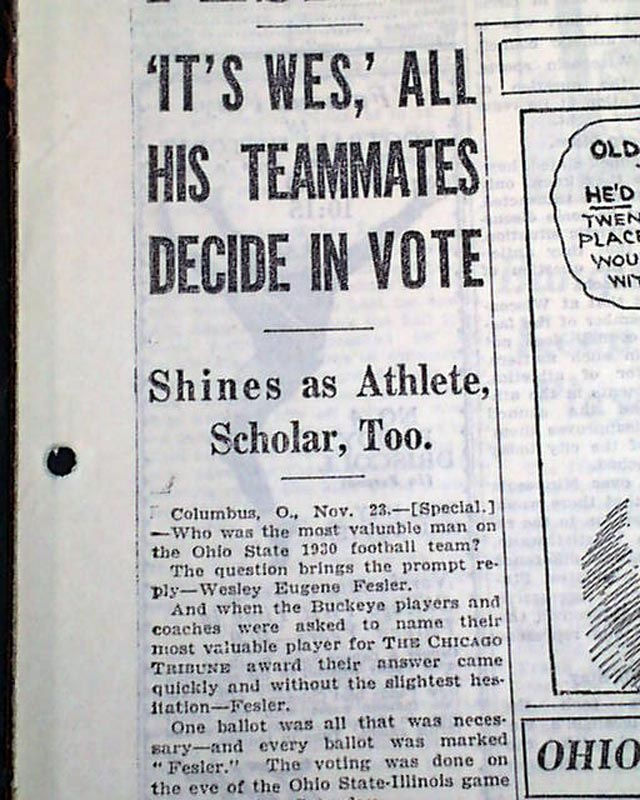 'IT'S WES,' ALL
HIS TEAMMATES
DECIDE IN VOTE
Shines as Athlete,
Scholar, Too.
Columbus, O., Nov. 23.—[Special.]
—Who was the most valuable man on
the Ohio State 1930 football team?
The question brings the prompt re-
ply—Wesley Eugene Fesler.
And when the Buckeye players and
coaches were asked to name their
most valuable player for THE CHICAGO
TRIBUNE award their answer came
quickly and without the slightest hes-
itation—Fesler.
One ballot was all that was neces-
sary—and every ballot was marked
"Fesler." The voting was done on
the eve of the Ohio State-Illinois game
OLD
HE'D
TWEN
PLACE
WOU
WIT
OHIO